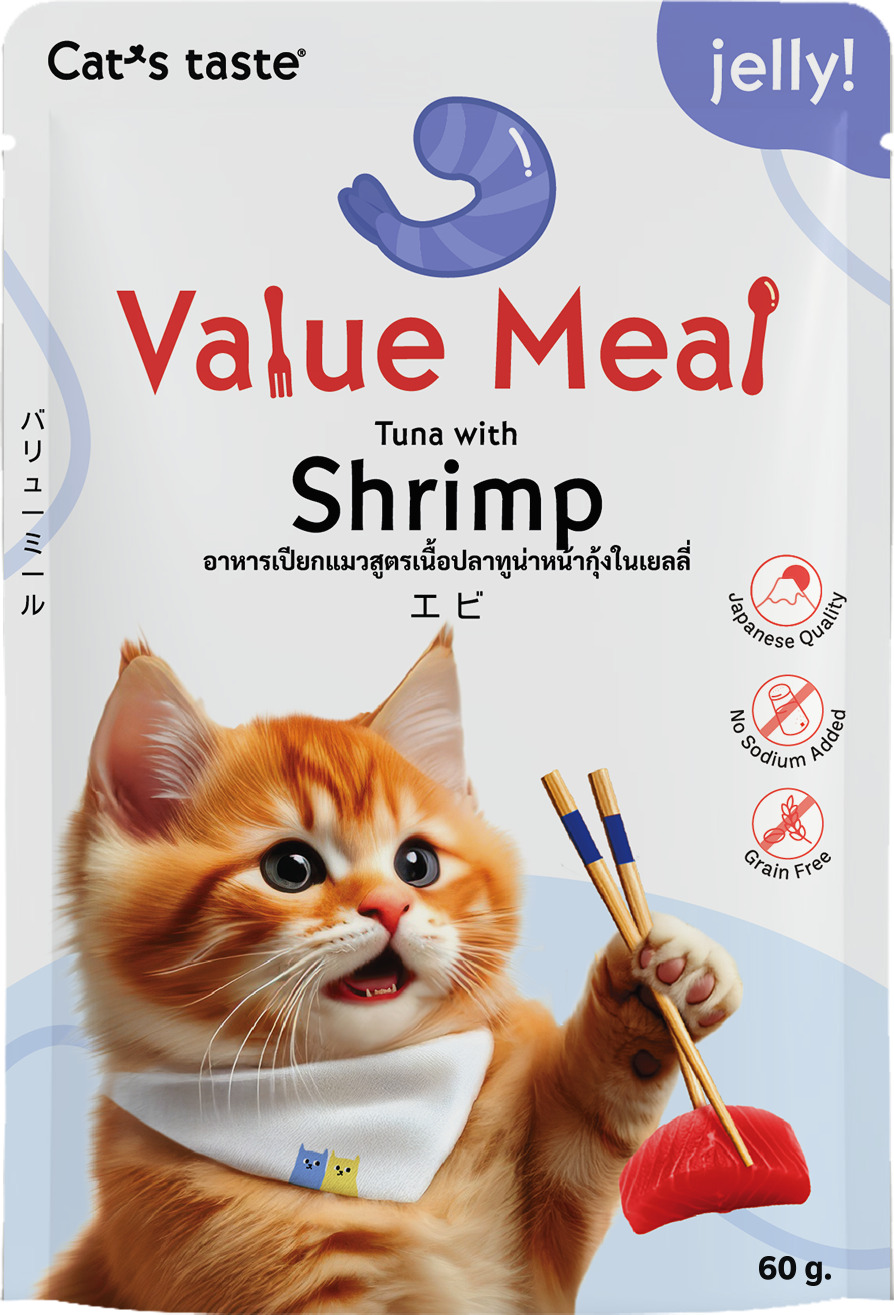 Cat's taste®
jelly!
Value Meal
Tuna with
Shrimp
อาหารเปียกแมวสูตรเนื้อปลาทูน่าหน้ากุ้งในเยลลี่
エビ
バリューミール
Japanese Quality
No Sodium Added
Grain Free
60 g.